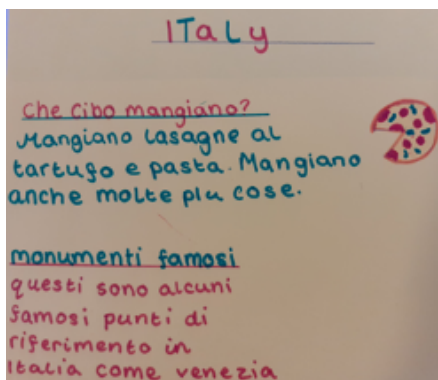 ITaLy
Che cibo mangiano?
Mangiano lasagne al
tartufo e pasta. Mangiano
anche molte plu cose.
monumenti famosi
questi sono alcuni
famosi punti di
riferimento in
Italia come venezia